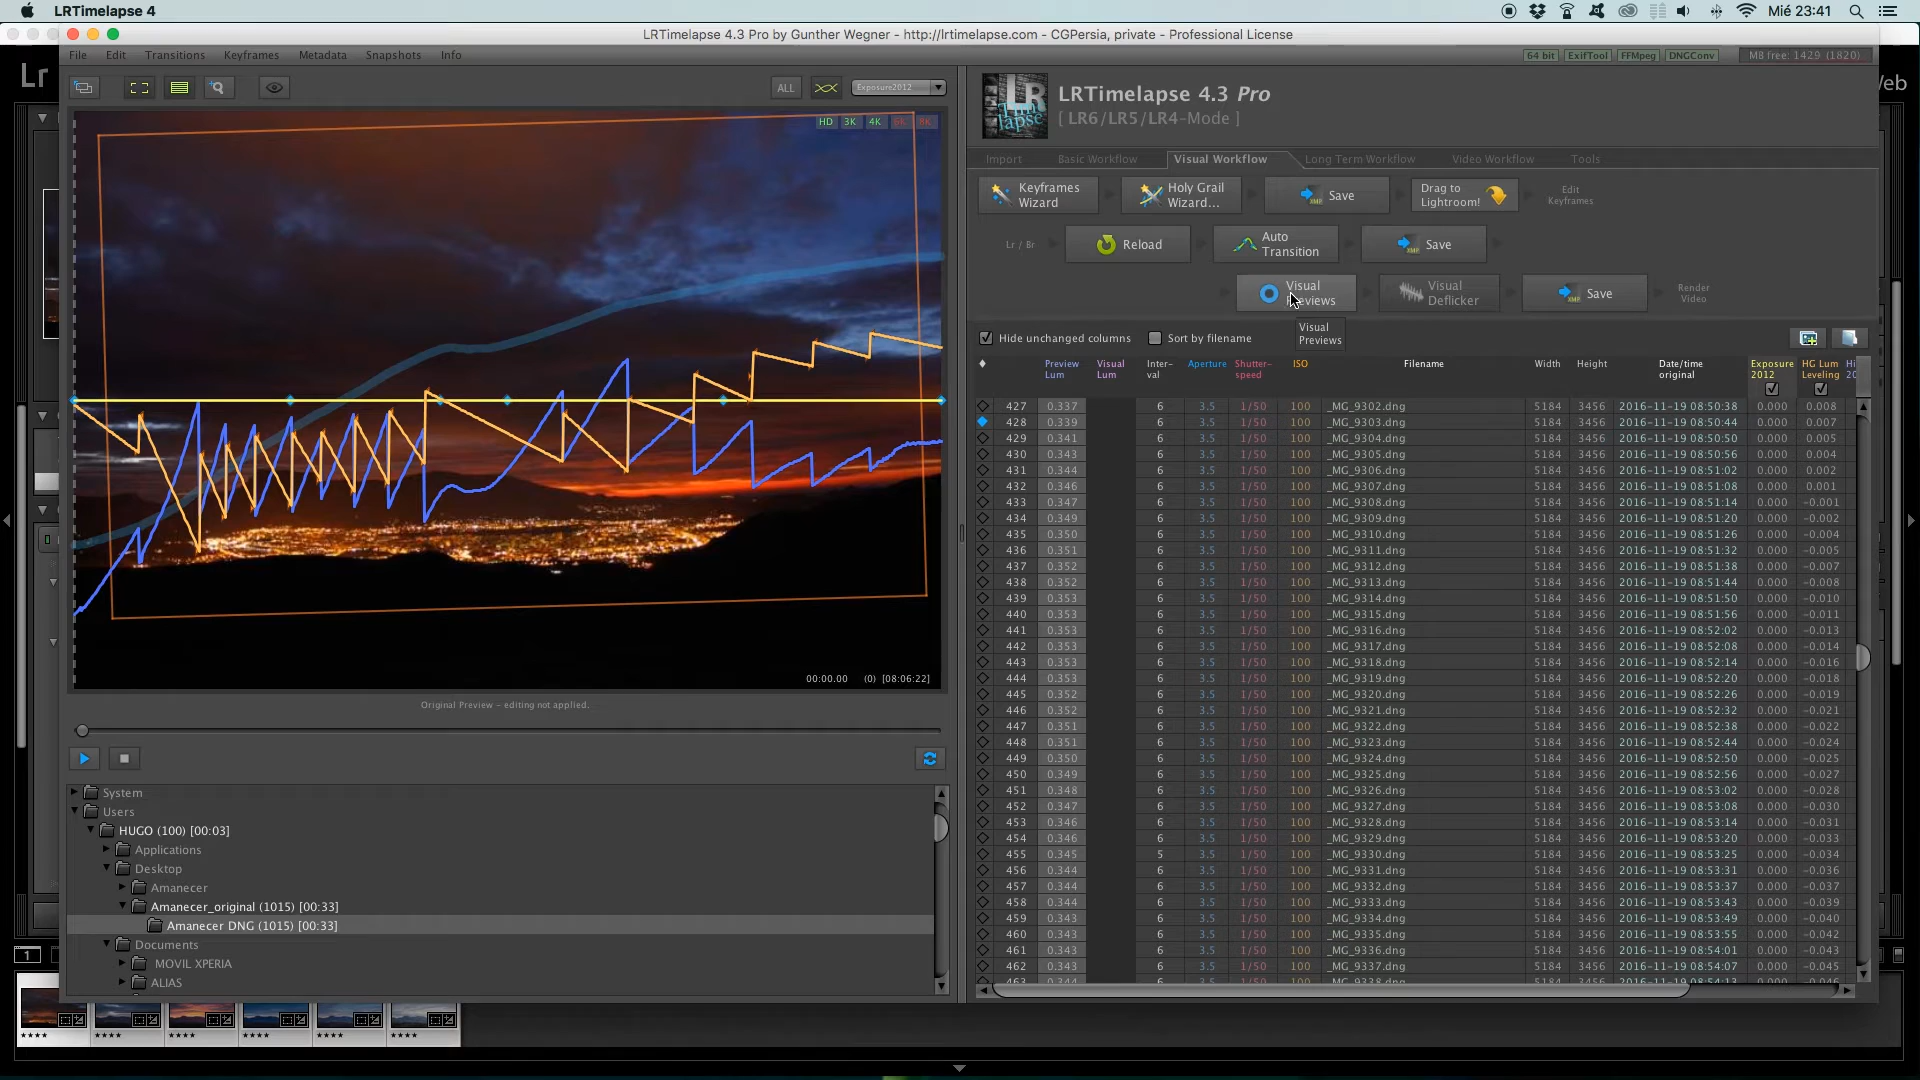 LRTimelapse 4
Mié 23:41
LRTimelapse 4.3 Pro by Gunther Wegner - http://lrtimelapse.com - CGPersia, private - Professional License
File Edit Transitions Keyframes Metadata Snapshots Info
64 bit ExifTool FFMpeg DNGConv MB free: 1429 (1820)
Lr
Web
ALL
Exposure2012
HD 3K 4K 6K 8K
LRTimelapse 4.3 Pro
[ LR6/LR5/LR4-Mode ]
Import Basic Workflow Visual Workflow Long Term Workflow Video Workflow Tools
Keyframes Wizard
Holy Grail Wizard...
Save
Drag to Lightroom!
Edit Keyframes
Lr / Br
Reload
Auto Transition
Save
Visual Previews
Visual Deflicker
Save
Render Video
Visual Previews
Hide unchanged columns
Sort by filename
Preview Lum Visual Lum Inter-val Aperture Shutter-speed ISO Filename Width Height Date/time original Exposure 2012 HG Lum Leveling
427 0.337 6 3.5 1/50 100 _MG_9302.dng 5184 3456 2016-11-19 08:50:38 0.000 0.008
428 0.339 6 3.5 1/50 100 _MG_9303.dng 5184 3456 2016-11-19 08:50:44 0.000 0.007
429 0.341 6 3.5 1/50 100 _MG_9304.dng 5184 3456 2016-11-19 08:50:50 0.000 0.005
430 0.343 6 3.5 1/50 100 _MG_9305.dng 5184 3456 2016-11-19 08:50:56 0.000 0.004
431 0.344 6 3.5 1/50 100 _MG_9306.dng 5184 3456 2016-11-19 08:51:02 0.000 0.002
432 0.346 6 3.5 1/50 100 _MG_9307.dng 5184 3456 2016-11-19 08:51:08 0.000 0.001
433 0.347 6 3.5 1/50 100 _MG_9308.dng 5184 3456 2016-11-19 08:51:14 0.000 -0.001
434 0.349 6 3.5 1/50 100 _MG_9309.dng 5184 3456 2016-11-19 08:51:20 0.000 -0.002
435 0.350 6 3.5 1/50 100 _MG_9310.dng 5184 3456 2016-11-19 08:51:26 0.000 -0.004
436 0.351 6 3.5 1/50 100 _MG_9311.dng 5184 3456 2016-11-19 08:51:32 0.000 -0.005
437 0.352 6 3.5 1/50 100 _MG_9312.dng 5184 3456 2016-11-19 08:51:38 0.000 -0.007
438 0.352 6 3.5 1/50 100 _MG_9313.dng 5184 3456 2016-11-19 08:51:44 0.000 -0.008
439 0.353 6 3.5 1/50 100 _MG_9314.dng 5184 3456 2016-11-19 08:51:50 0.000 -0.010
440 0.353 6 3.5 1/50 100 _MG_9315.dng 5184 3456 2016-11-19 08:51:56 0.000 -0.011
441 0.353 6 3.5 1/50 100 _MG_9316.dng 5184 3456 2016-11-19 08:52:02 0.000 -0.013
442 0.353 6 3.5 1/50 100 _MG_9317.dng 5184 3456 2016-11-19 08:52:08 0.000 -0.014
443 0.353 6 3.5 1/50 100 _MG_9318.dng 5184 3456 2016-11-19 08:52:14 0.000 -0.016
444 0.353 6 3.5 1/50 100 _MG_9319.dng 5184 3456 2016-11-19 08:52:20 0.000 -0.018
445 0.352 6 3.5 1/50 100 _MG_9320.dng 5184 3456 2016-11-19 08:52:26 0.000 -0.019
446 0.352 6 3.5 1/50 100 _MG_9321.dng 5184 3456 2016-11-19 08:52:32 0.000 -0.021
447 0.351 6 3.5 1/50 100 _MG_9322.dng 5184 3456 2016-11-19 08:52:38 0.000 -0.022
448 0.351 6 3.5 1/50 100 _MG_9323.dng 5184 3456 2016-11-19 08:52:44 0.000 -0.024
449 0.350 6 3.5 1/50 100 _MG_9324.dng 5184 3456 2016-11-19 08:52:50 0.000 -0.025
450 0.349 6 3.5 1/50 100 _MG_9325.dng 5184 3456 2016-11-19 08:52:56 0.000 -0.027
451 0.348 6 3.5 1/50 100 _MG_9326.dng 5184 3456 2016-11-19 08:53:02 0.000 -0.028
452 0.347 6 3.5 1/50 100 _MG_9327.dng 5184 3456 2016-11-19 08:53:08 0.000 -0.030
453 0.346 6 3.5 1/50 100 _MG_9328.dng 5184 3456 2016-11-19 08:53:14 0.000 -0.031
454 0.346 6 3.5 1/50 100 _MG_9329.dng 5184 3456 2016-11-19 08:53:20 0.000 -0.033
455 0.345 5 3.5 1/50 100 _MG_9330.dng 5184 3456 2016-11-19 08:53:25 0.000 -0.034
456 0.344 6 3.5 1/50 100 _MG_9331.dng 5184 3456 2016-11-19 08:53:31 0.000 -0.036
457 0.344 6 3.5 1/50 100 _MG_9332.dng 5184 3456 2016-11-19 08:53:37 0.000 -0.037
458 0.344 6 3.5 1/50 100 _MG_9333.dng 5184 3456 2016-11-19 08:53:43 0.000 -0.039
459 0.343 6 3.5 1/50 100 _MG_9334.dng 5184 3456 2016-11-19 08:53:49 0.000 -0.040
460 0.343 6 3.5 1/50 100 _MG_9335.dng 5184 3456 2016-11-19 08:53:55 0.000 -0.042
461 0.343 6 3.5 1/50 100 _MG_9336.dng 5184 3456 2016-11-19 08:54:01 0.000 -0.043
462 0.343 6 3.5 1/50 100 _MG_9337.dng 5184 3456 2016-11-19 08:54:07 0.000 -0.045
00:00.00 (0) [08:06:22]
Original Preview - editing not applied.
System
Users
HUGO (100) [00:03]
Applications
Desktop
Amanecer
Amanecer_original (1015) [00:33]
Amanecer DNG (1015) [00:33]
Documents
MOVIL XPERIA
ALIAS
1